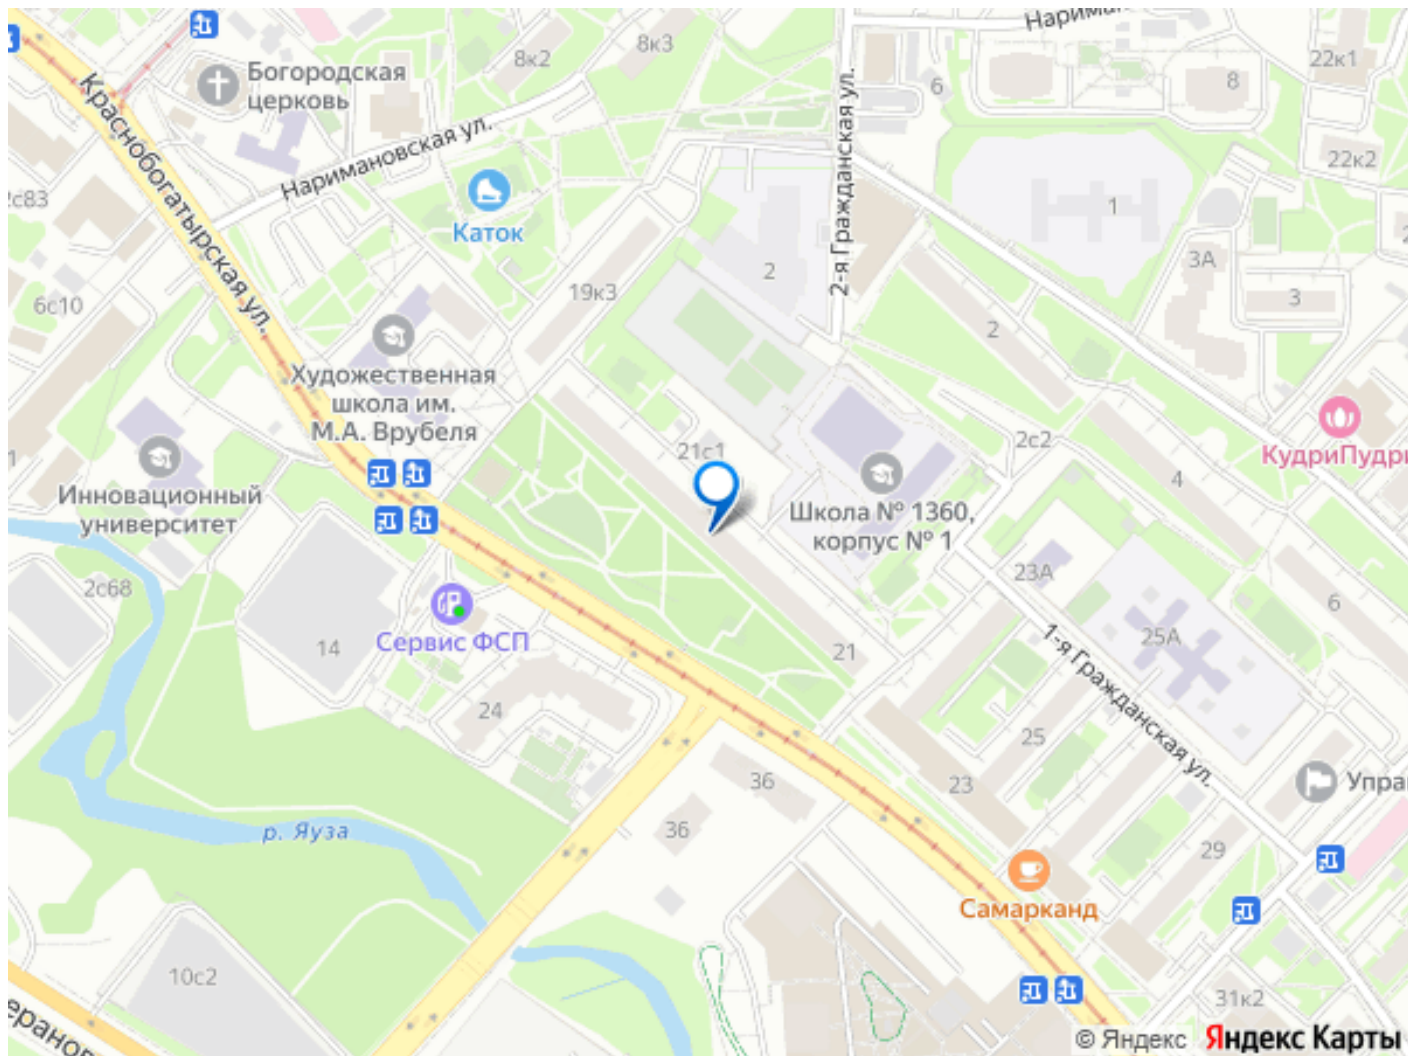 Наримано
8к3
8к2
22к1
Богородская
церковь
8
6
Краснобогатырская ул.
Наримановская ул.
2-я Гражданская ул.
22к2
2с83
1
Каток
3А
2
19к3
3
6с10
2
Художественная
школа им.
М.А. Врубеля
2с2
21с1
КудриПудри
4
Инновационный
университет
Школа № 1360,
корпус № 1
23А
2с68
6
25А
14
Сервис ФСП
21
1-я Гражданская ул.
24
25
36
23
Упра
р. Яуза
36
29
Самарканд
10с2
31к2
© Яндекс Яндекс Карты